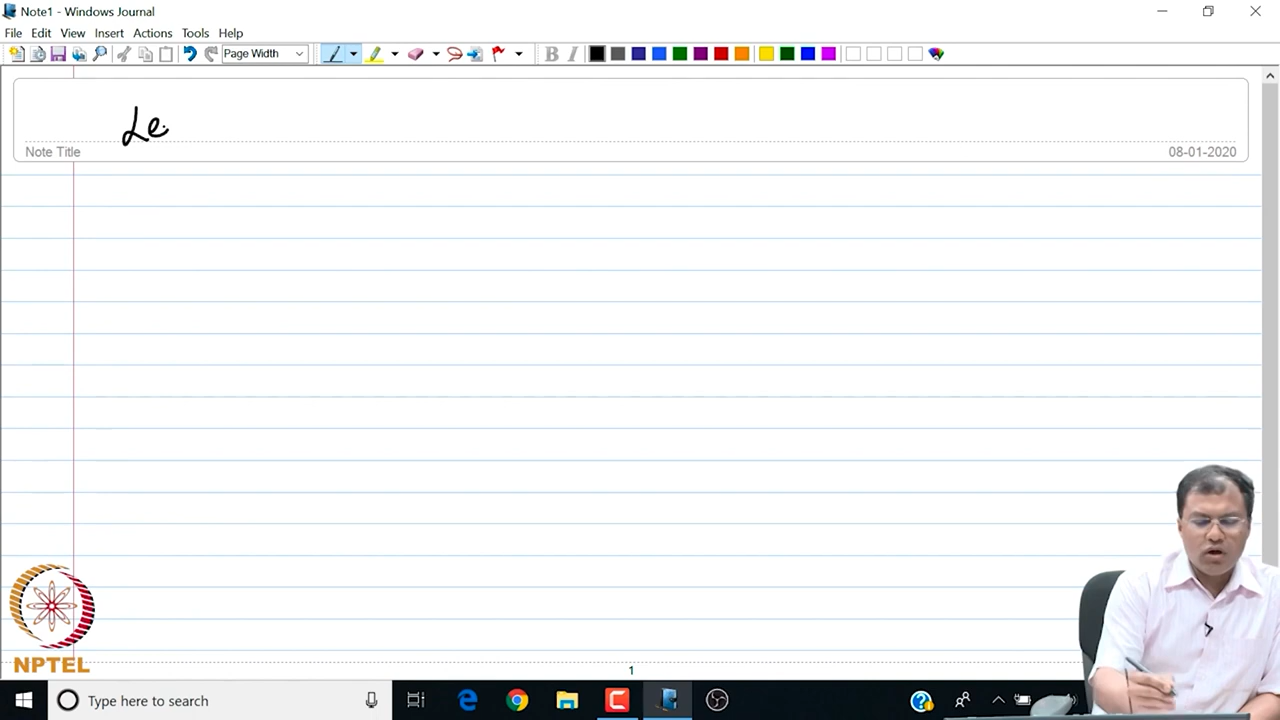 Note1 - Windows Journal
File Edit View Insert Actions Tools Help
Page Width
B I
Le
Note Title
08-01-2020
NPTEL
1
Type here to search